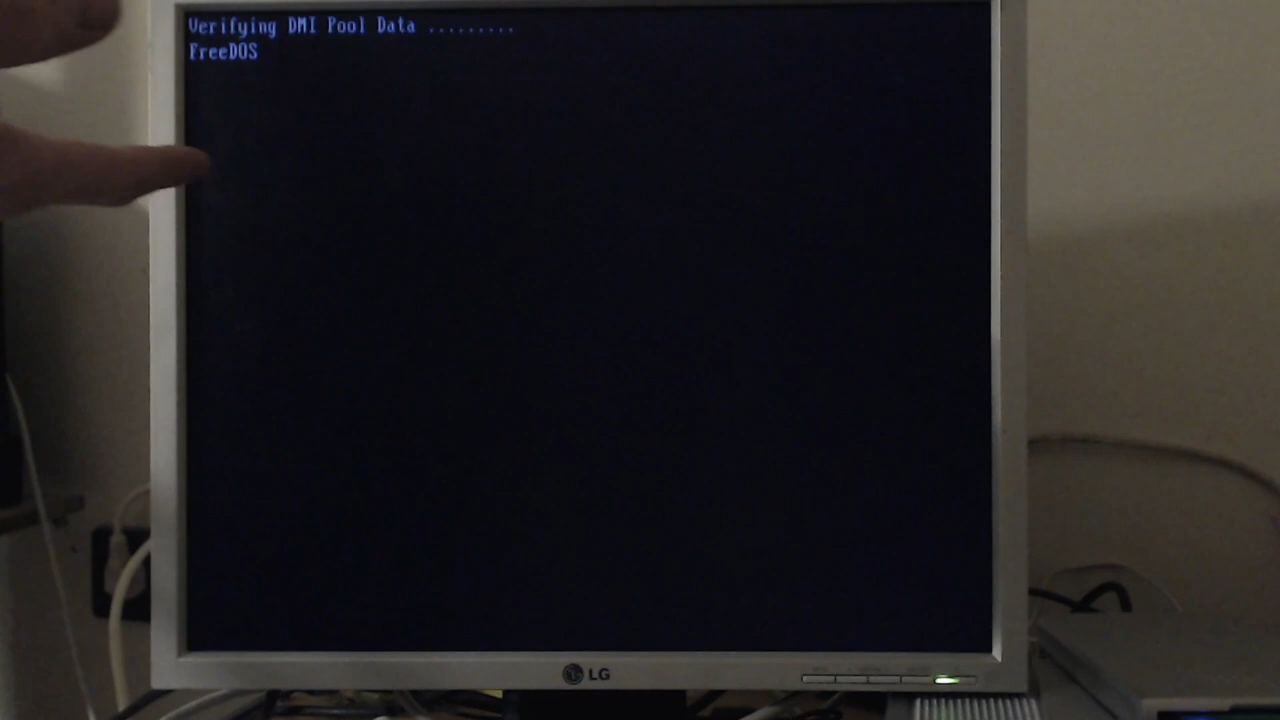 Verifying DMI Pool Data .........
FreeDOS
LG